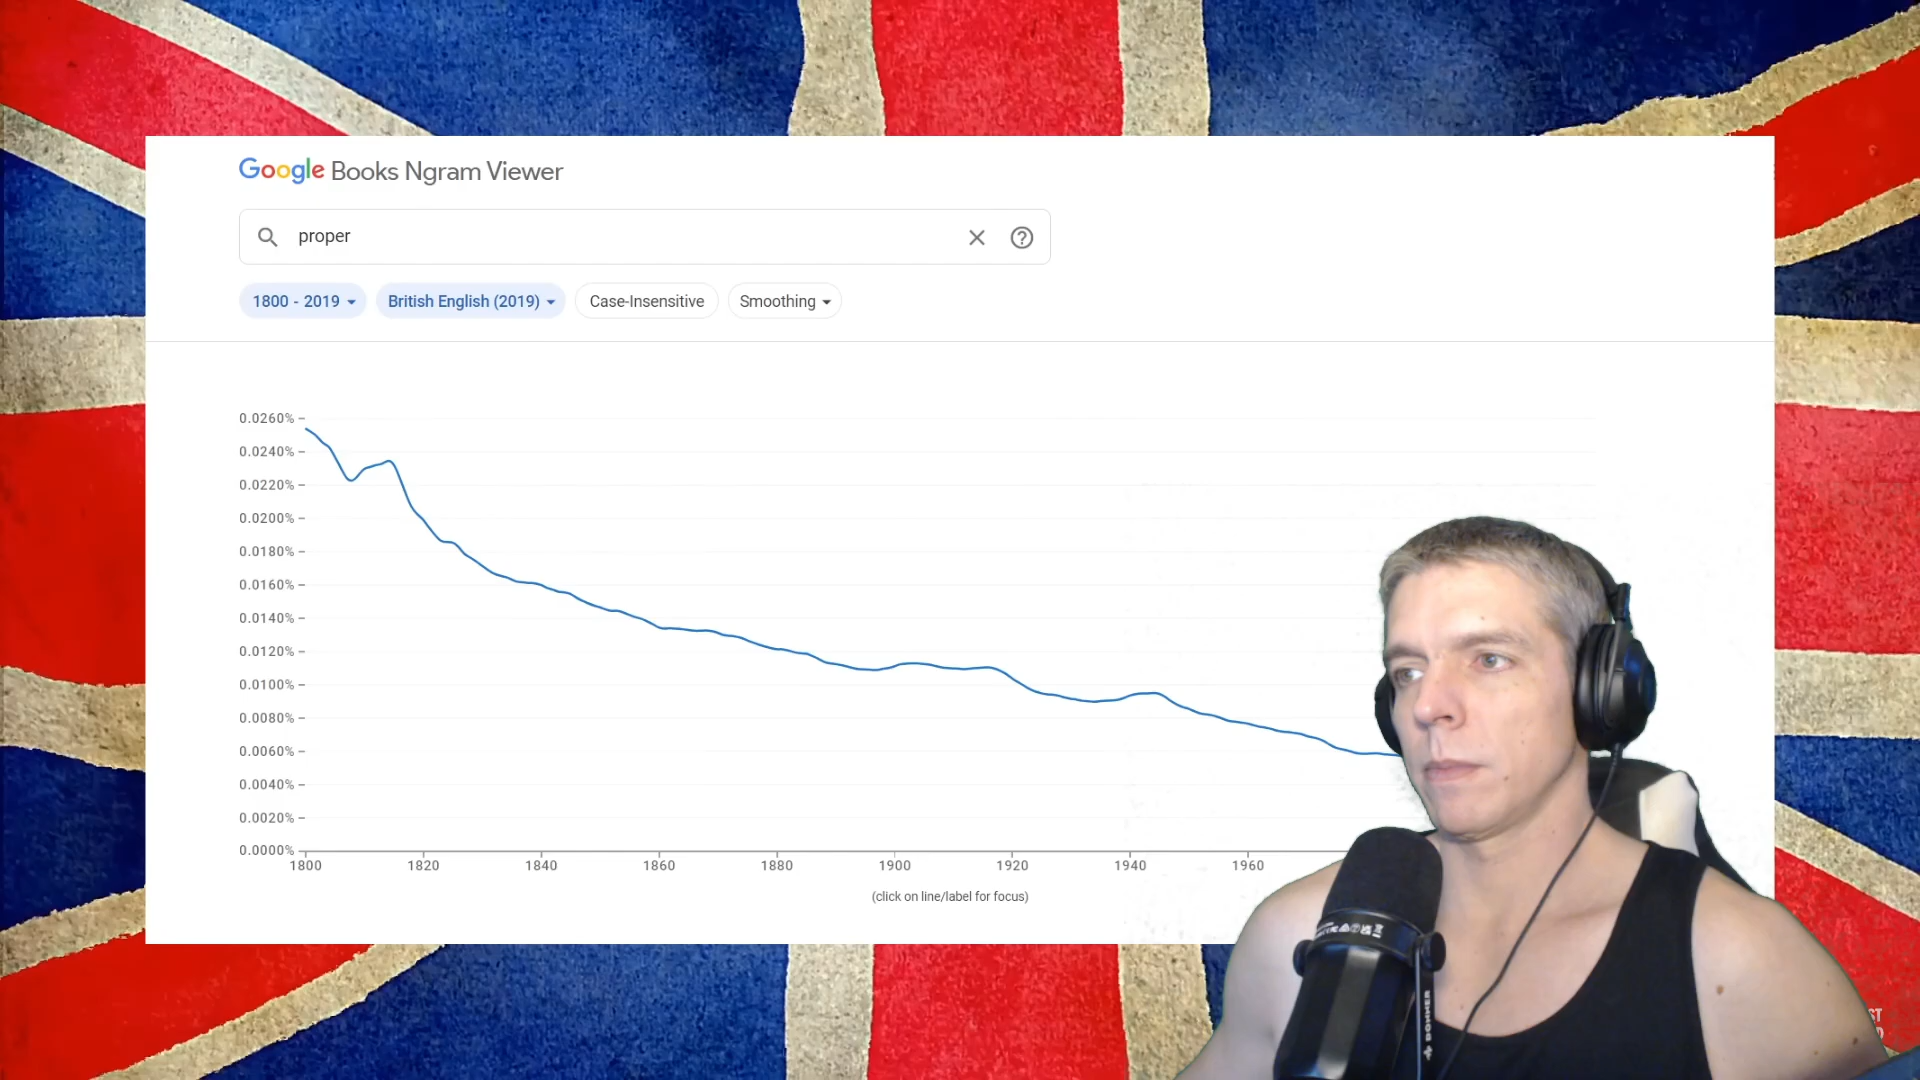 Google Books Ngram Viewer
proper
1800 - 2019
British English (2019)
Case-Insensitive
Smoothing
0.0260%
0.0240%
0.0220%
0.0200%
0.0180%
0.0160%
0.0140%
0.0120%
0.0100%
0.0080%
0.0060%
0.0040%
0.0020%
0.0000%
1800 1820 1840 1860 1880 1900 1920 1940 1960
(click on line/label for focus)
DONNER